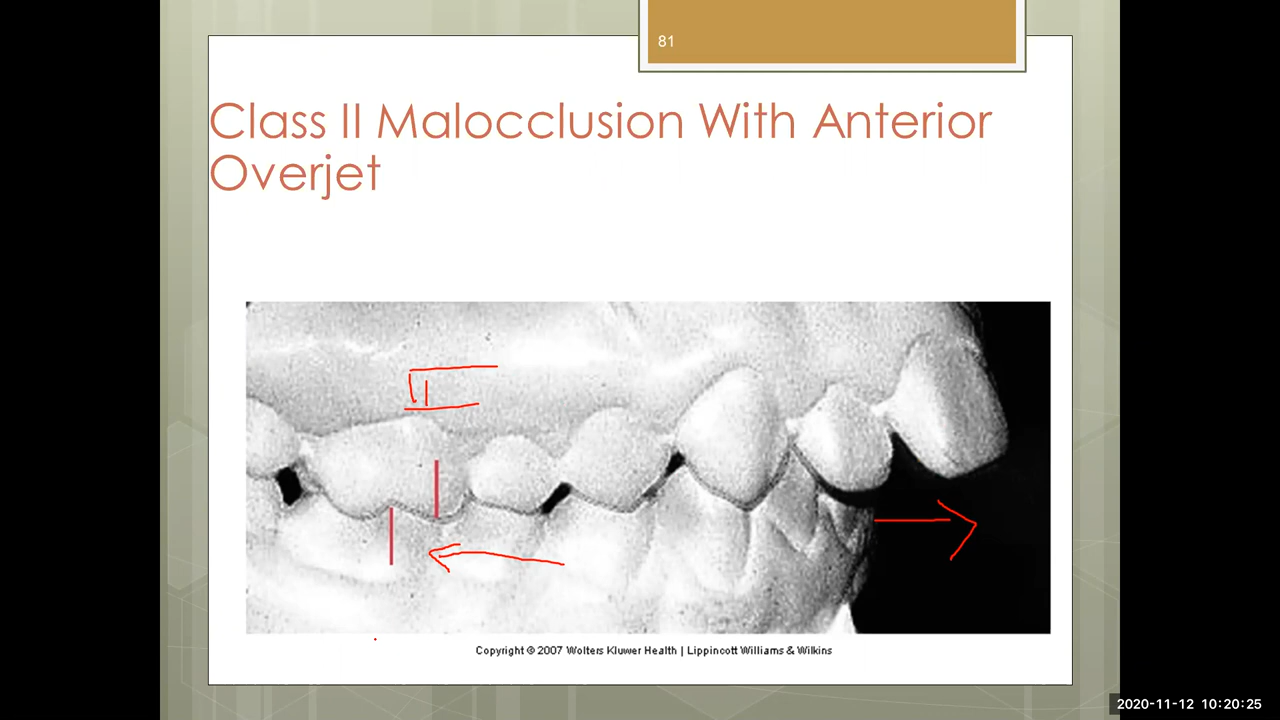 81
Class II Malocclusion With Anterior
Overjet
II
Copyright © 2007 Wolters Kluwer Health | Lippincott Williams & Wilkins
2020-11-12 10:20:25